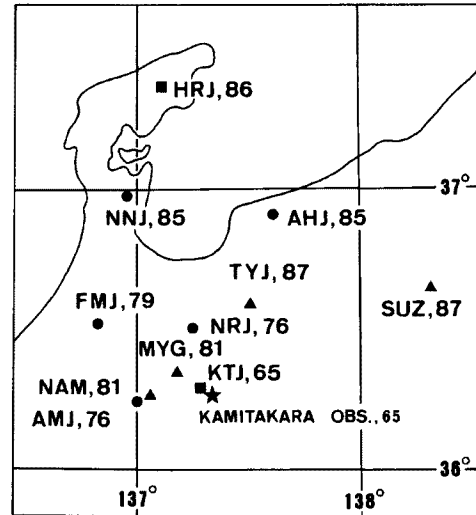 HRJ, 86
37°
NNJ, 85
AHJ, 85
TYJ, 87
SUZ, 87
FMJ, 79
NRJ, 76
MYG, 81
KTJ, 65
NAM, 81
AMJ, 76
KAMITAKARA OBS., 65
36°
137°
138°